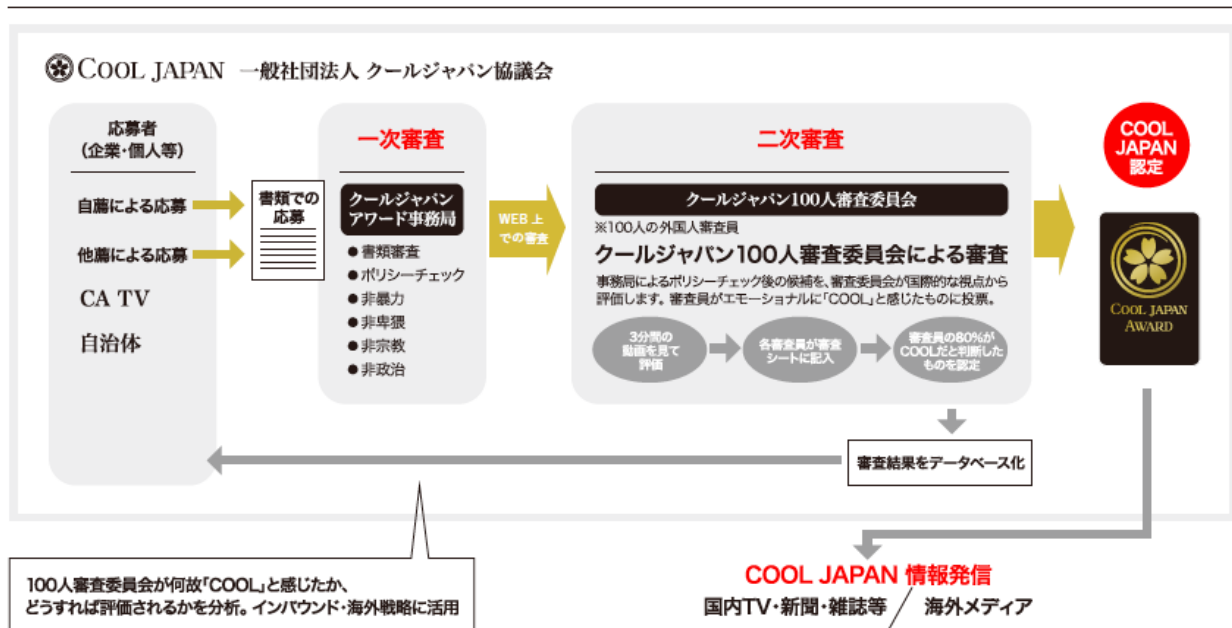 COOL JAPAN 一般社団法人 クールジャパン協議会
応募者
(企業・個人等)
自薦による応募
他薦による応募
CA TV
自治体
書類での
応募
一次審査
クールジャパン
アワード事務局
●書類審査
●ポリシーチェック
●非暴力
●非卑猥
●非宗教
●非政治
WEB 上
での審査
二次審査
クールジャパン100人審査委員会
※100人の外国人審査員
クールジャパン100人審査委員会による審査
事務局によるポリシーチェック後の候補を、審査委員会が国際的な視点から
評価します。審査員がエモーショナルに「COOL」と感じたものに投票。
3分間の
動画を見て
評価
各審査員が審査
シートに記入
審査員の80%が
COOLだと判断した
ものを認定
COOL
JAPAN
認定
COOL JAPAN
AWARD
審査結果をデータベース化
100人審査委員会が何故「COOL」と感じたか、
どうすれば評価されるかを分析。インバウンド・海外戦略に活用
COOL JAPAN 情報発信
国内TV・新聞・雑誌等 / 海外メディア